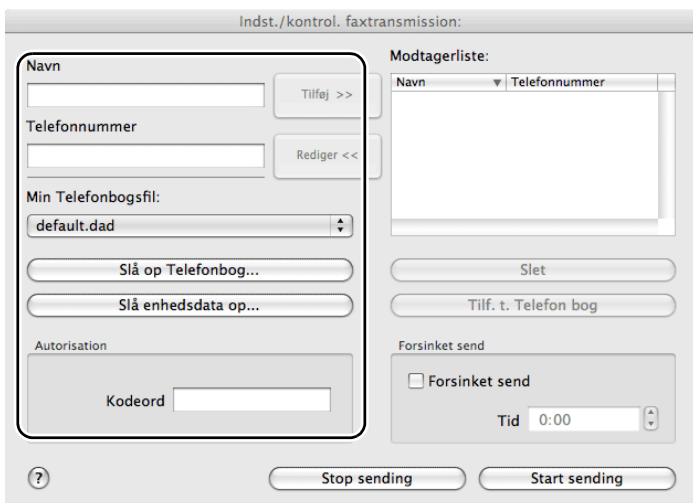 Indst./kontrol. faxtransmission:
Navn
Tilføj >>
Telefonnummer
Rediger <<
Min Telefonbogsfil:
default.dad
Slå op Telefonbog...
Slå enhedsdata op...
Autorisation
Kodeord
Modtagerliste:
Navn Telefonnummer
Slet
Tilf. t. Telefon bog
Forsinket send
Forsinket send
Tid 0:00
?
Stop sending
Start sending